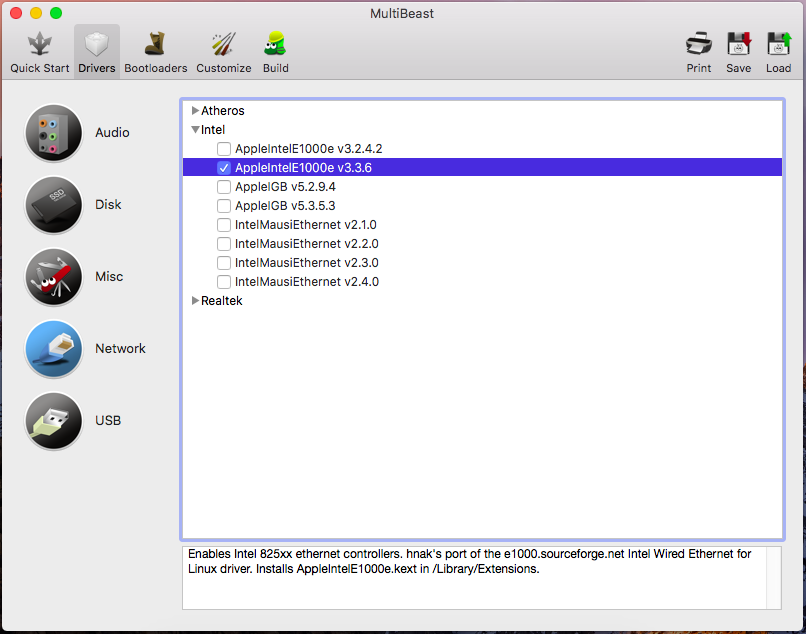 MultiBeast
Quick Start Drivers Bootloaders Customize Build Print Save Load
Audio
Disk
SSD
Misc
Network
USB
Atheros
Intel
AppleIntelE1000e v3.2.4.2
AppleIntelE1000e v3.3.6
AppleIGB v5.2.9.4
AppleIGB v5.3.5.3
IntelMausiEthernet v2.1.0
IntelMausiEthernet v2.2.0
IntelMausiEthernet v2.3.0
IntelMausiEthernet v2.4.0
Realtek
Enables Intel 825xx ethernet controllers. hnak's port of the e1000.sourceforge.net Intel Wired Ethernet for
Linux driver. Installs AppleIntelE1000e.kext in /Library/Extensions.